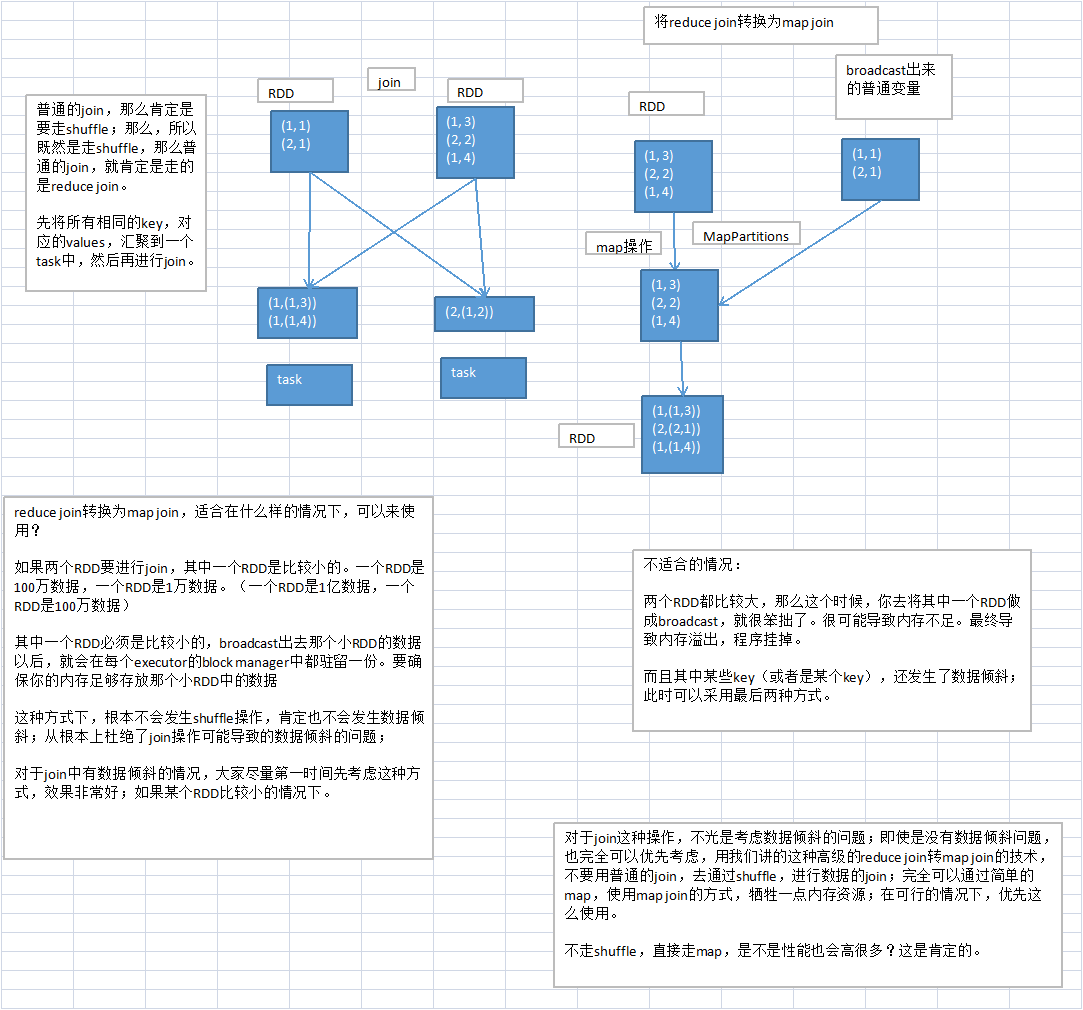 将reduce join转换为map join
join
RDD
RDD
普通的join，那么肯定是
要走shuffle；那么，所以
既然是走shuffle，那么普
通的join，就肯定是走的
是reduce join。
先将所有相同的key，对
应的values，汇聚到一个
task中，然后再进行join。
(1, 1)
(2, 1)
(1, 3)
(2, 2)
(1, 4)
(1,(1,3))
(1,(1,4))
(2,(1,2))
task
task
broadcast出来
的普通变量
RDD
(1, 3)
(2, 2)
(1, 4)
(1, 1)
(2, 1)
map操作
MapPartitions
(1, 3)
(2, 2)
(1, 4)
RDD
(1,(1,3))
(2,(2,1))
(1,(1,4))
reduce join转换为map join，适合在什么样的情况下，可以来使
用？
如果两个RDD要进行join，其中一个RDD是比较小的。一个RDD是
100万数据，一个RDD是1万数据。（一个RDD是1亿数据，一个
RDD是100万数据）
其中一个RDD必须是比较小的，broadcast出去那个小RDD的数据
以后，就会在每个executor的block manager中都驻留一份。要确
保你的内存足够存放那个小RDD中的数据
这种方式下，根本不会发生shuffle操作，肯定也不会发生数据倾
斜；从根本上杜绝了join操作可能导致的数据倾斜的问题；
对于join中有数据倾斜的情况，大家尽量第一时间先考虑这种方
式，效果非常好；如果某个RDD比较小的情况下。
不适合的情况：
两个RDD都比较大，那么这个时候，你去将其中一个RDD做
成broadcast，就很笨拙了。很可能导致内存不足。最终导
致内存溢出，程序挂掉。
而且其中某些key（或者是某个key），还发生了数据倾斜；
此时可以采用最后两种方式。
对于join这种操作，不光是考虑数据倾斜的问题；即使是没有数据倾斜问题，
也完全可以优先考虑，用我们讲的这种高级的reduce join转map join的技术，
不要用普通的join，去通过shuffle，进行数据的join；完全可以通过简单的
map，使用map join的方式，牺牲一点内存资源；在可行的情况下，优先这
么使用。
不走shuffle，直接走map，是不是性能也会高很多？这是肯定的。